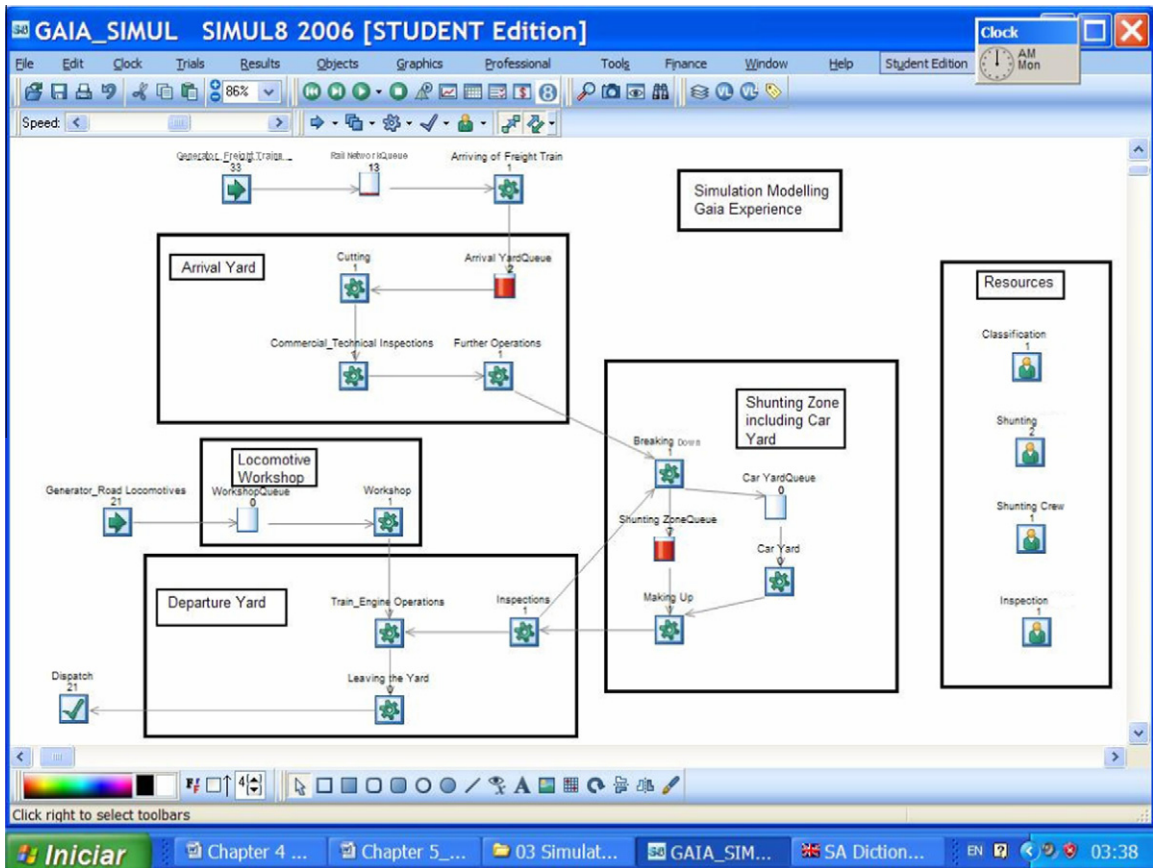 GAIA_SIMUL SIMUL8 2006 [STUDENT Edition]
Clock
AM
Mon
File Edit Clock Trials Results Objects Graphics Professional Tools Finance Window Help Student Edition
86%
Speed:
Generator_Freight Trains
33
Rail Network Queue
13
Arriving of Freight Train
1
Simulation Modelling
Gaia Experience
Arrival Yard
Cutting
1
Arrival YardQueue
2
Commercial_Technical Inspections
1
Further Operations
1
Resources
Classification
1
Shunting
2
Shunting Crew
1
Inspection
1
Shunting Zone
including Car
Yard
Breaking Down
1
Car YardQueue
0
Shunting ZoneQueue
Car Yard
0
Making Up
Locomotive
Workshop
Generator_Road Locomotives
21
WorkshopQueue
0
Workshop
1
Departure Yard
Train_Engine Operations
Inspections
1
Leaving the Yard
Dispatch
21
4
Click right to select toolbars
Iniciar
Chapter 4 ...
Chapter 5_...
03 Simulat...
GAIA_SIM...
SA Diction...
EN
03:38